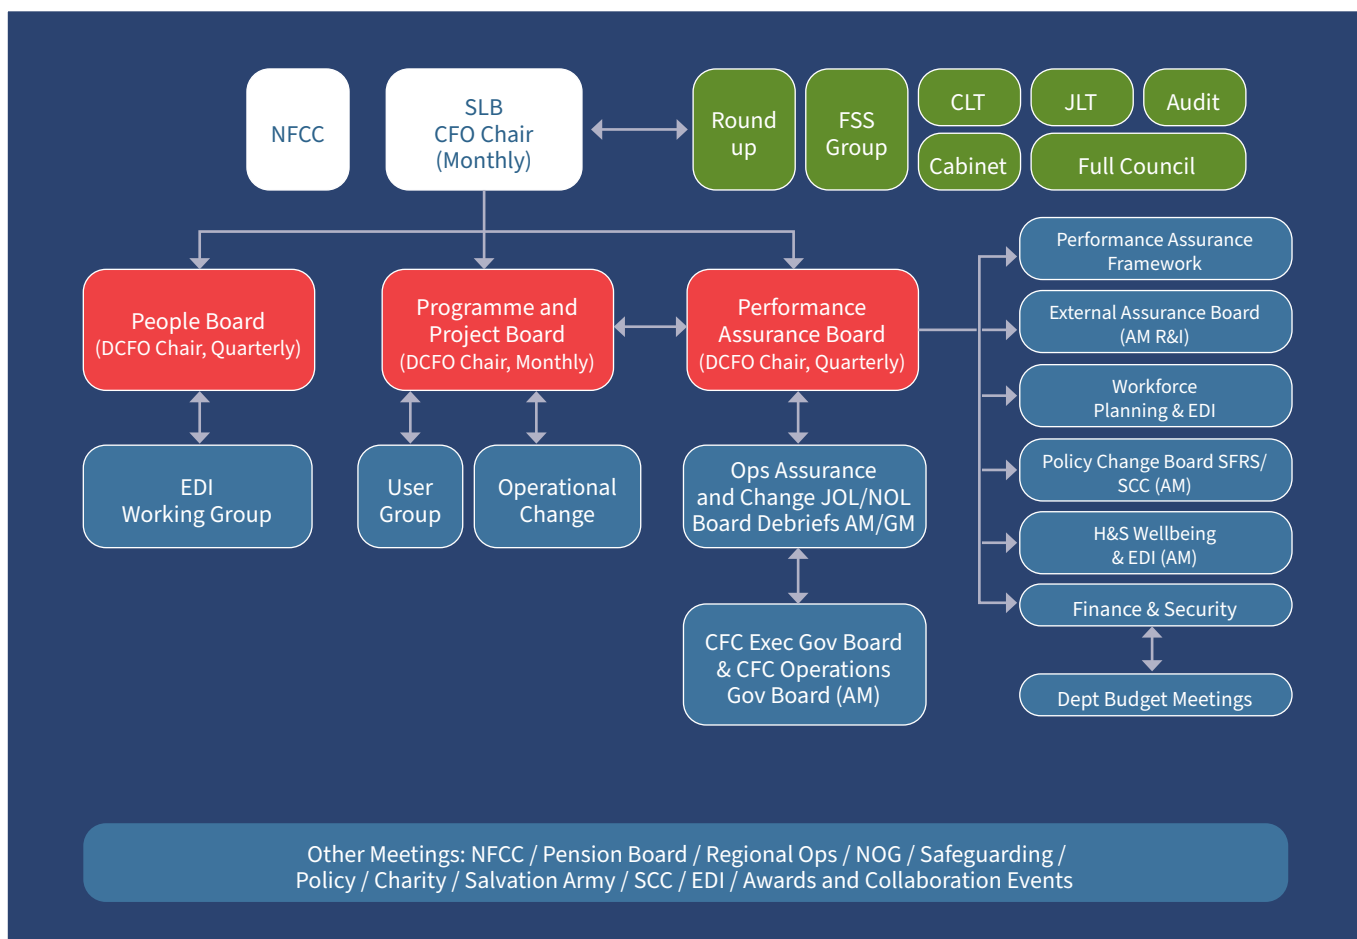 NFCC
SLB
CFO Chair
(Monthly)
Round
up
FSS
Group
CLT
JLT
Audit
Cabinet
Full Council
People Board
(DCFO Chair, Quarterly)
Programme and
Project Board
(DCFO Chair, Monthly)
Performance
Assurance Board
(DCFO Chair, Quarterly)
Performance Assurance
Framework
External Assurance Board
(AM R&I)
Workforce
Planning & EDI
Policy Change Board SFRS/
SCC (AM)
H&S Wellbeing
& EDI (AM)
Finance & Security
Dept Budget Meetings
EDI
Working Group
User
Group
Operational
Change
Ops Assurance
and Change JOL/NOL
Board Debriefs AM/GM
CFC Exec Gov Board
& CFC Operations
Gov Board (AM)
Other Meetings: NFCC / Pension Board / Regional Ops / NOG / Safeguarding /
Policy / Charity / Salvation Army / SCC / EDI / Awards and Collaboration Events